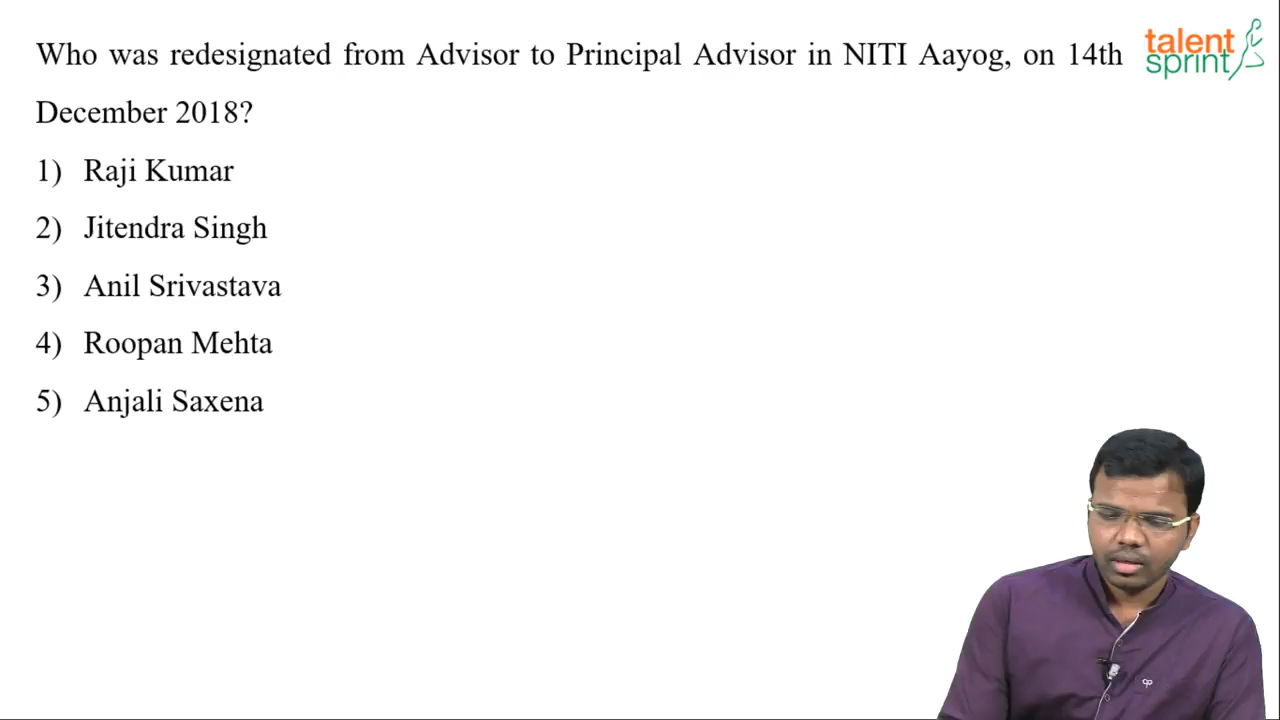 Who was redesignated from Advisor to Principal Advisor in NITI Aayog, on 14th
December 2018?
1) Raji Kumar
2) Jitendra Singh
3) Anil Srivastava
4) Roopan Mehta
5) Anjali Saxena
talent
sprint